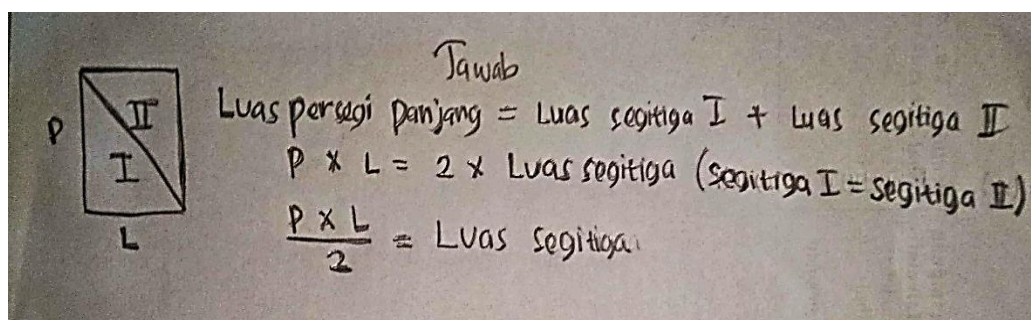 Jawab
P
II
I
L
Luas persegi Panjang = Luas segitiga I + Luas segitiga II
P x L = 2 x Luas segitiga (segitiga I = segitiga II)
P x L
2
= Luas segitiga